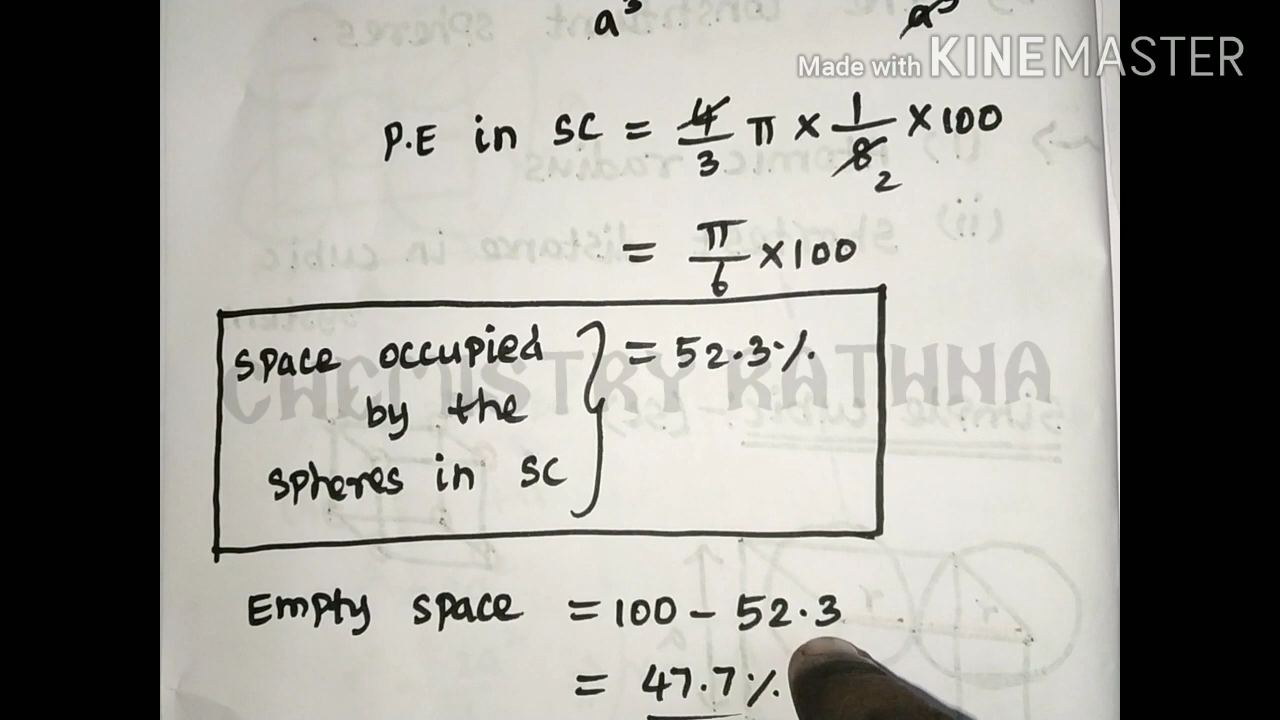 a³ a³
Made with KINEMASTER
P.E in SC = 4/3 π × 1/8 2 × 100
= π/6 × 100
Space occupied } = 52.3%
by the
spheres in SC
CHEMISTRY RATHNA
Empty space = 100 - 52.3
= 47.7%